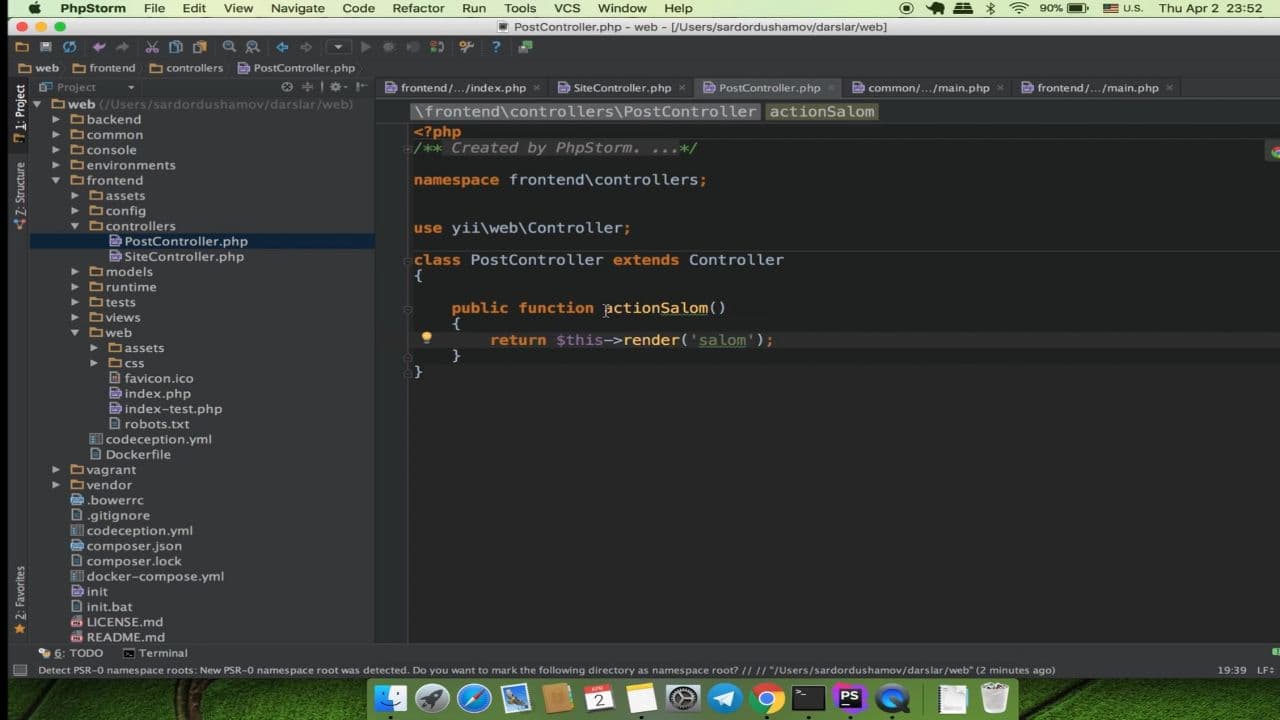 PhpStorm File Edit View Navigate Code Refactor Run Tools VCS Window Help 90% U.S. Thu Apr 2 23:52
PostController.php - web - [/Users/sardordushamov/darslar/web]
web frontend controllers PostController.php
Project
frontend/.../index.php SiteController.php PostController.php common/.../main.php frontend/.../main.php
1: Project
Z: Structure
2: Favorites
web (/Users/sardordushamov/darslar/web)
backend
common
console
environments
frontend
assets
config
controllers
PostController.php
SiteController.php
models
runtime
tests
views
web
assets
css
favicon.ico
index.php
index-test.php
robots.txt
codeception.yml
Dockerfile
vagrant
vendor
.bowerrc
.gitignore
codeception.yml
composer.json
composer.lock
docker-compose.yml
init
init.bat
LICENSE.md
README.md
\frontend\controllers\PostController actionSalom
<?php
/** Created by PhpStorm. ...*/
namespace frontend\controllers;
use yii\web\Controller;
class PostController extends Controller
{
public function actionSalom()
{
return $this->render('salom');
}
}
6: TODO Terminal
Detect PSR-0 namespace roots: New PSR-0 namespace root was detected. Do you want to mark the following directory as namespace root? // // "/Users/sardordushamov/darslar/web" (2 minutes ago) 19:39 LF÷
APR
2
PS